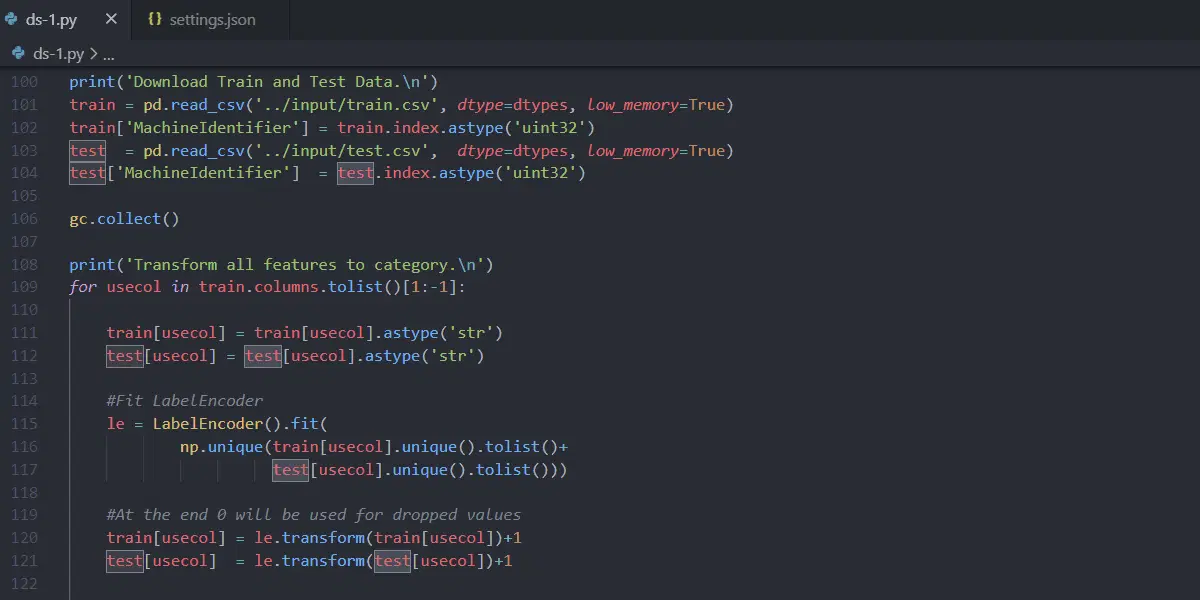 ds-1.py × {} settings.json
ds-1.py > ...
100 print('Download Train and Test Data.\n')
101 train = pd.read_csv('../input/train.csv', dtype=dtypes, low_memory=True)
102 train['MachineIdentifier'] = train.index.astype('uint32')
103 test  = pd.read_csv('../input/test.csv',  dtype=dtypes, low_memory=True)
104 test['MachineIdentifier']  = test.index.astype('uint32')
105
106 gc.collect()
107
108 print('Transform all features to category.\n')
109 for usecol in train.columns.tolist()[1:-1]:
110
111     train[usecol] = train[usecol].astype('str')
112     test[usecol] = test[usecol].astype('str')
113
114     #Fit LabelEncoder
115     le = LabelEncoder().fit(
116             np.unique(train[usecol].unique().tolist()+
117                       test[usecol].unique().tolist()))
118
119     #At the end 0 will be used for dropped values
120     train[usecol] = le.transform(train[usecol])+1
121     test[usecol]  = le.transform(test[usecol])+1
122